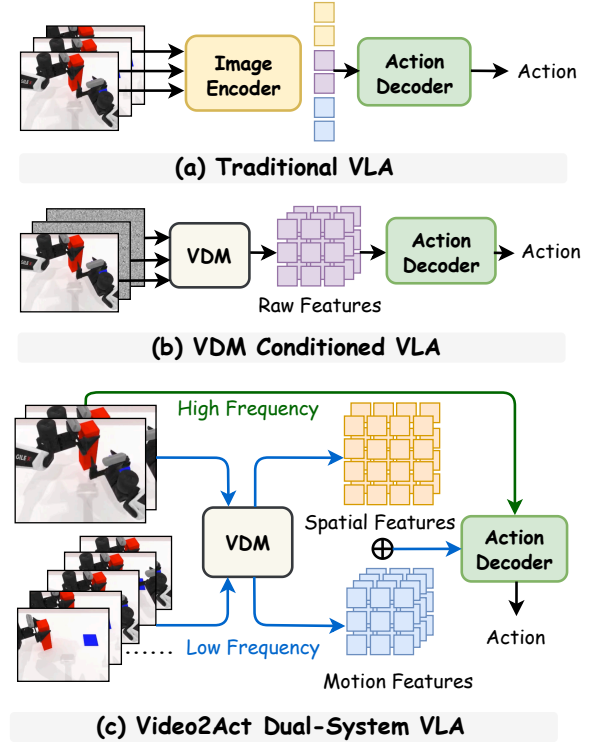 Image
Encoder
Action
Decoder
Action
(a) Traditional VLA
VDM
Raw Features
Action
Decoder
Action
(b) VDM Conditioned VLA
High Frequency
GILE
Spatial Features
VDM
Action
Decoder
Action
...... Low Frequency
Motion Features
(c) Video2Act Dual-System VLA